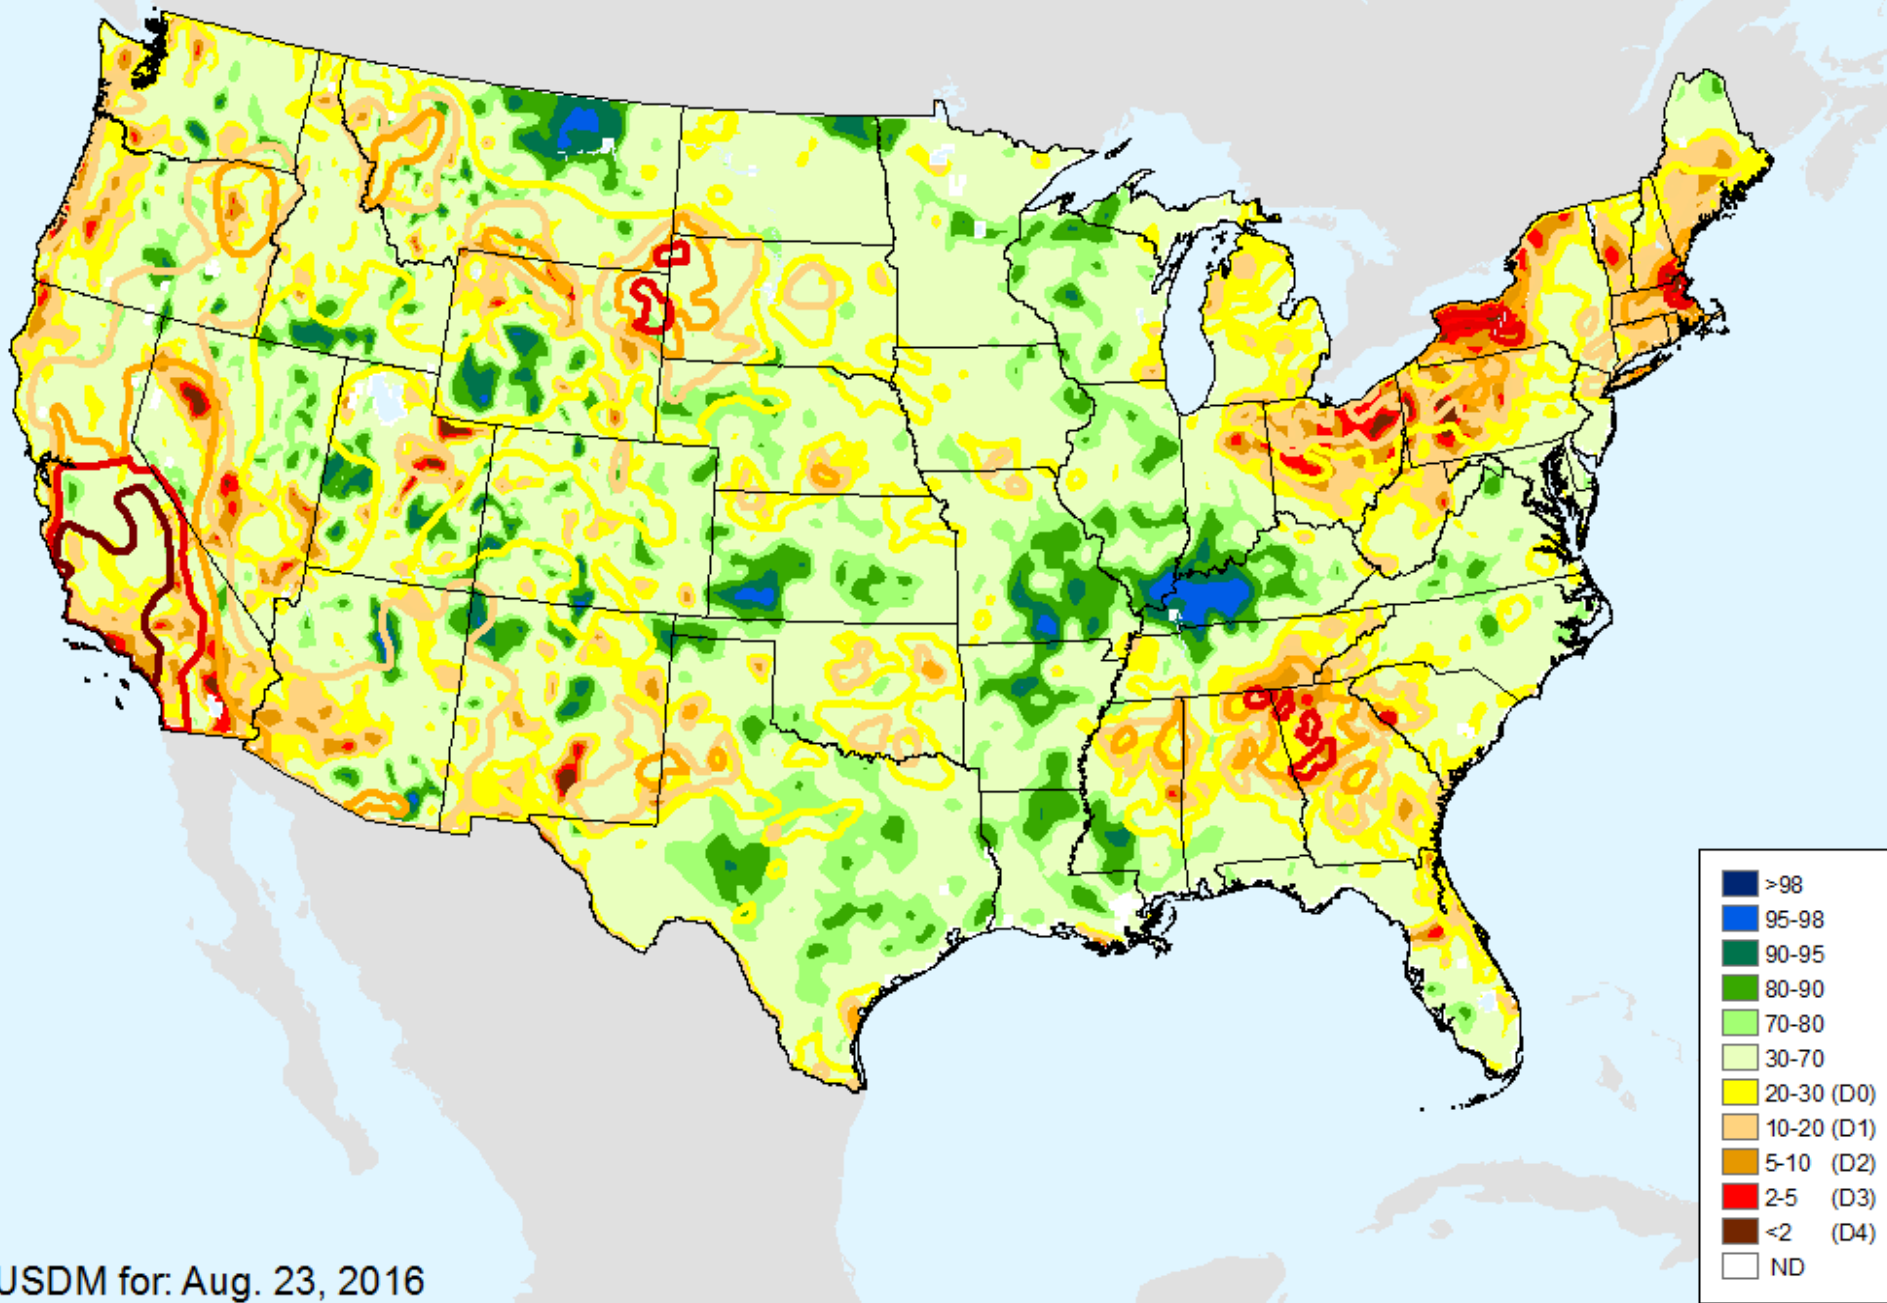 >98
95-98
90-95
80-90
70-80
30-70
20-30 (D0)
10-20 (D1)
5-10 (D2)
2-5 (D3)
<2 (D4)
ND
USDM for: Aug. 23, 2016